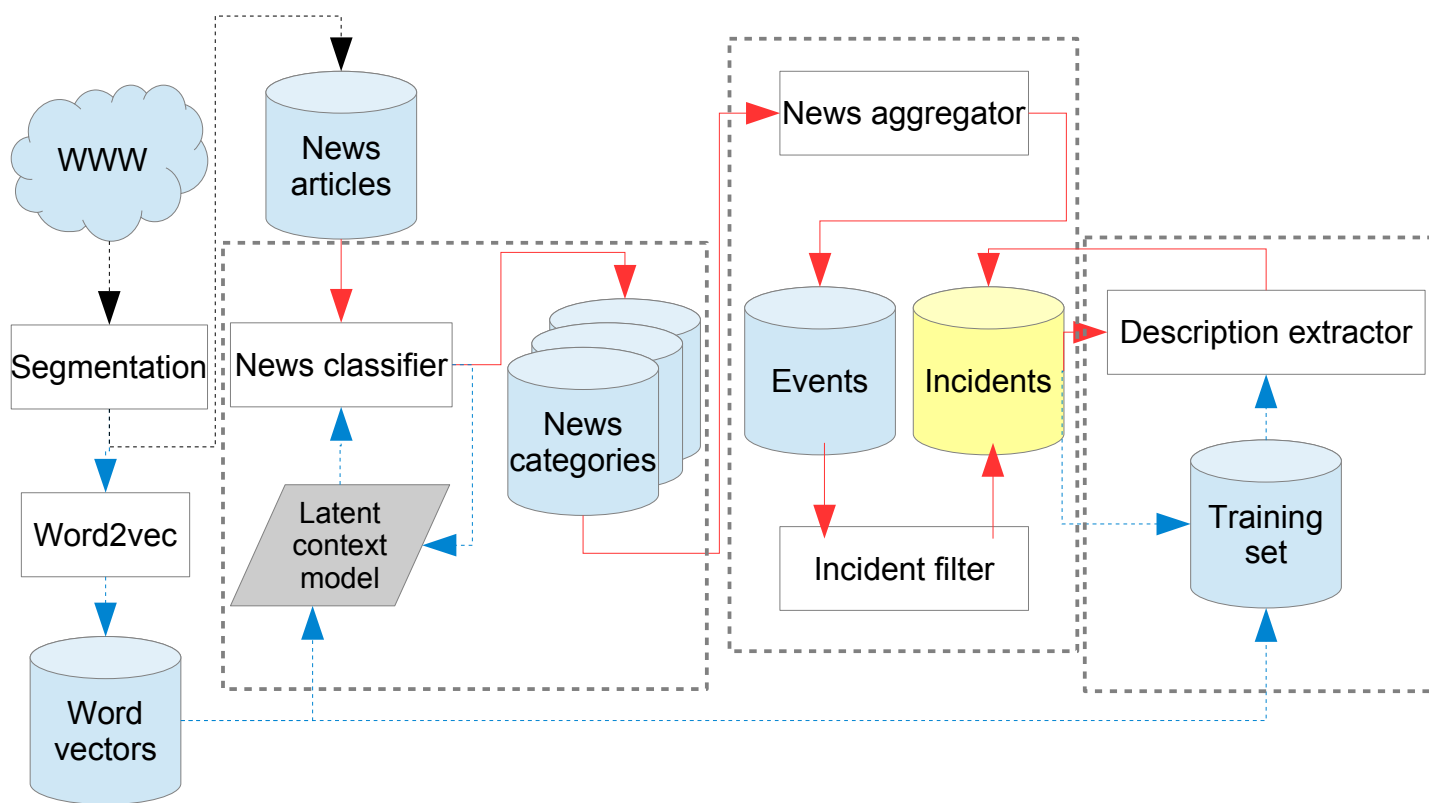 WWW
News
articles
News aggregator
Segmentation
News classifier
News
categories
Events
Incidents
Description extractor
Word2vec
Latent
context
model
Incident filter
Training
set
Word
vectors